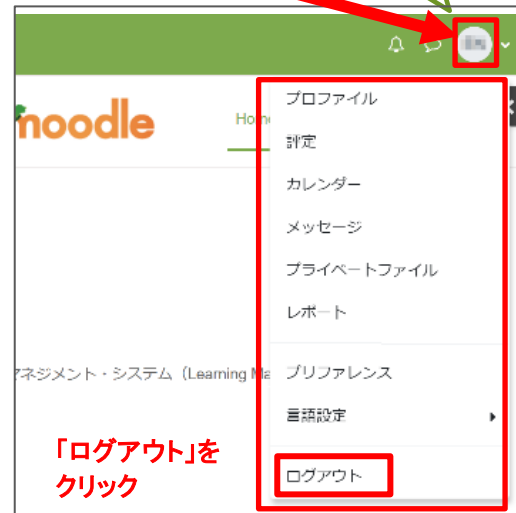 プロファイル
moodle
Home
評定
カレンダー
メッセージ
プライベートファイル
レポート
マネジメント・システム（Learning Ma
プリファレンス
言語設定
「ログアウト」を
クリック
ログアウト